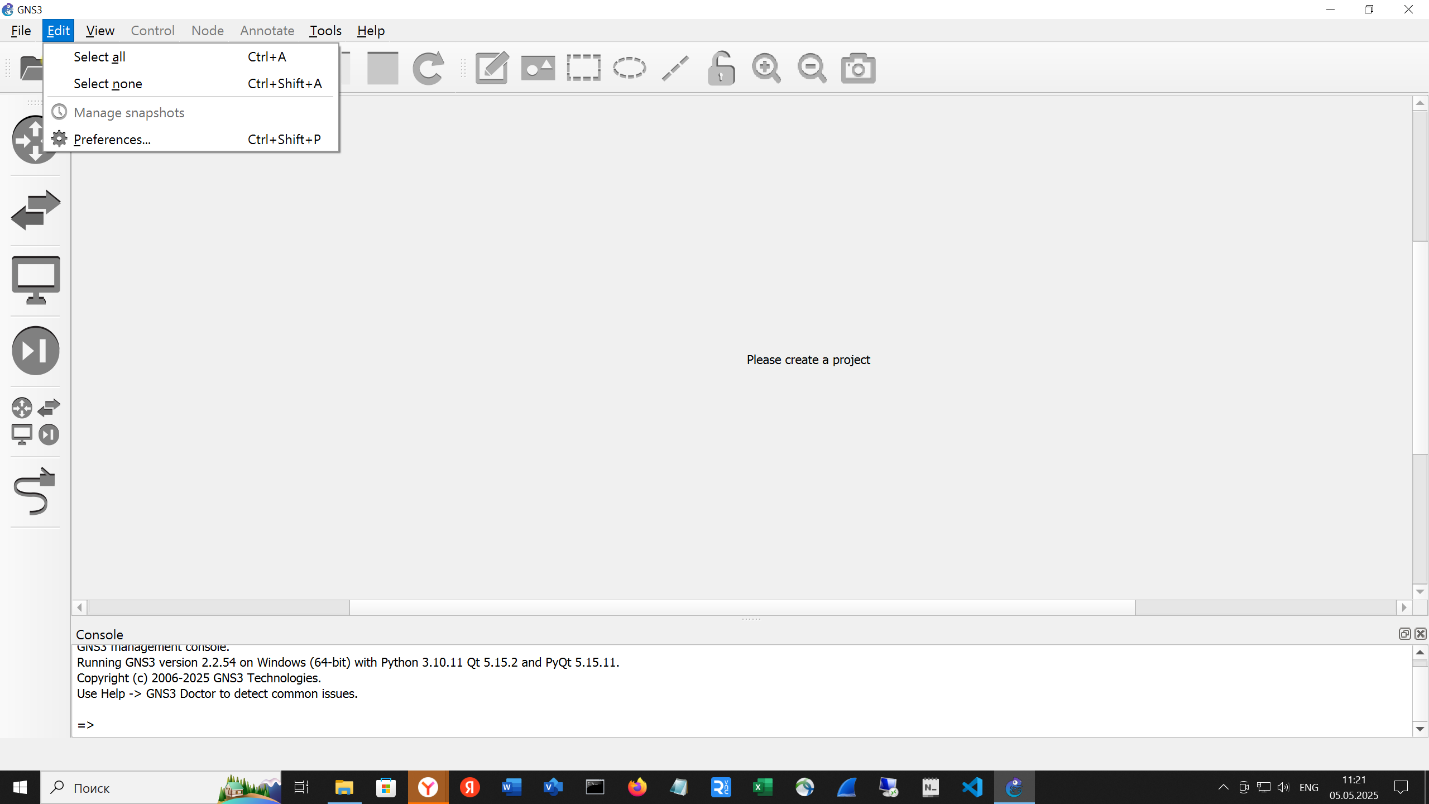 GNS3
File Edit View Control Node Annotate Tools Help
Select all Ctrl+A
Select none Ctrl+Shift+A
Manage snapshots
Preferences... Ctrl+Shift+P
Please create a project
Console
GNS3 management console.
Running GNS3 version 2.2.54 on Windows (64-bit) with Python 3.10.11 Qt 5.15.2 and PyQt 5.15.11.
Copyright (c) 2006-2025 GNS3 Technologies.
Use Help -> GNS3 Doctor to detect common issues.
=>
Поиск
ENG
11:21
05.05.2025